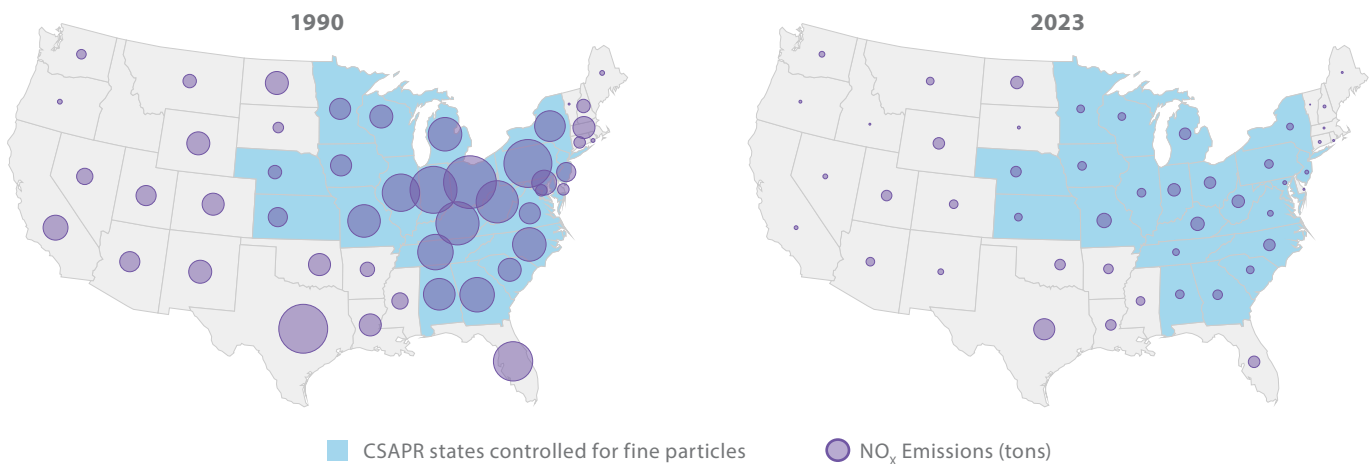 1990
2023
CSAPR states controlled for fine particles
NOx Emissions (tons)